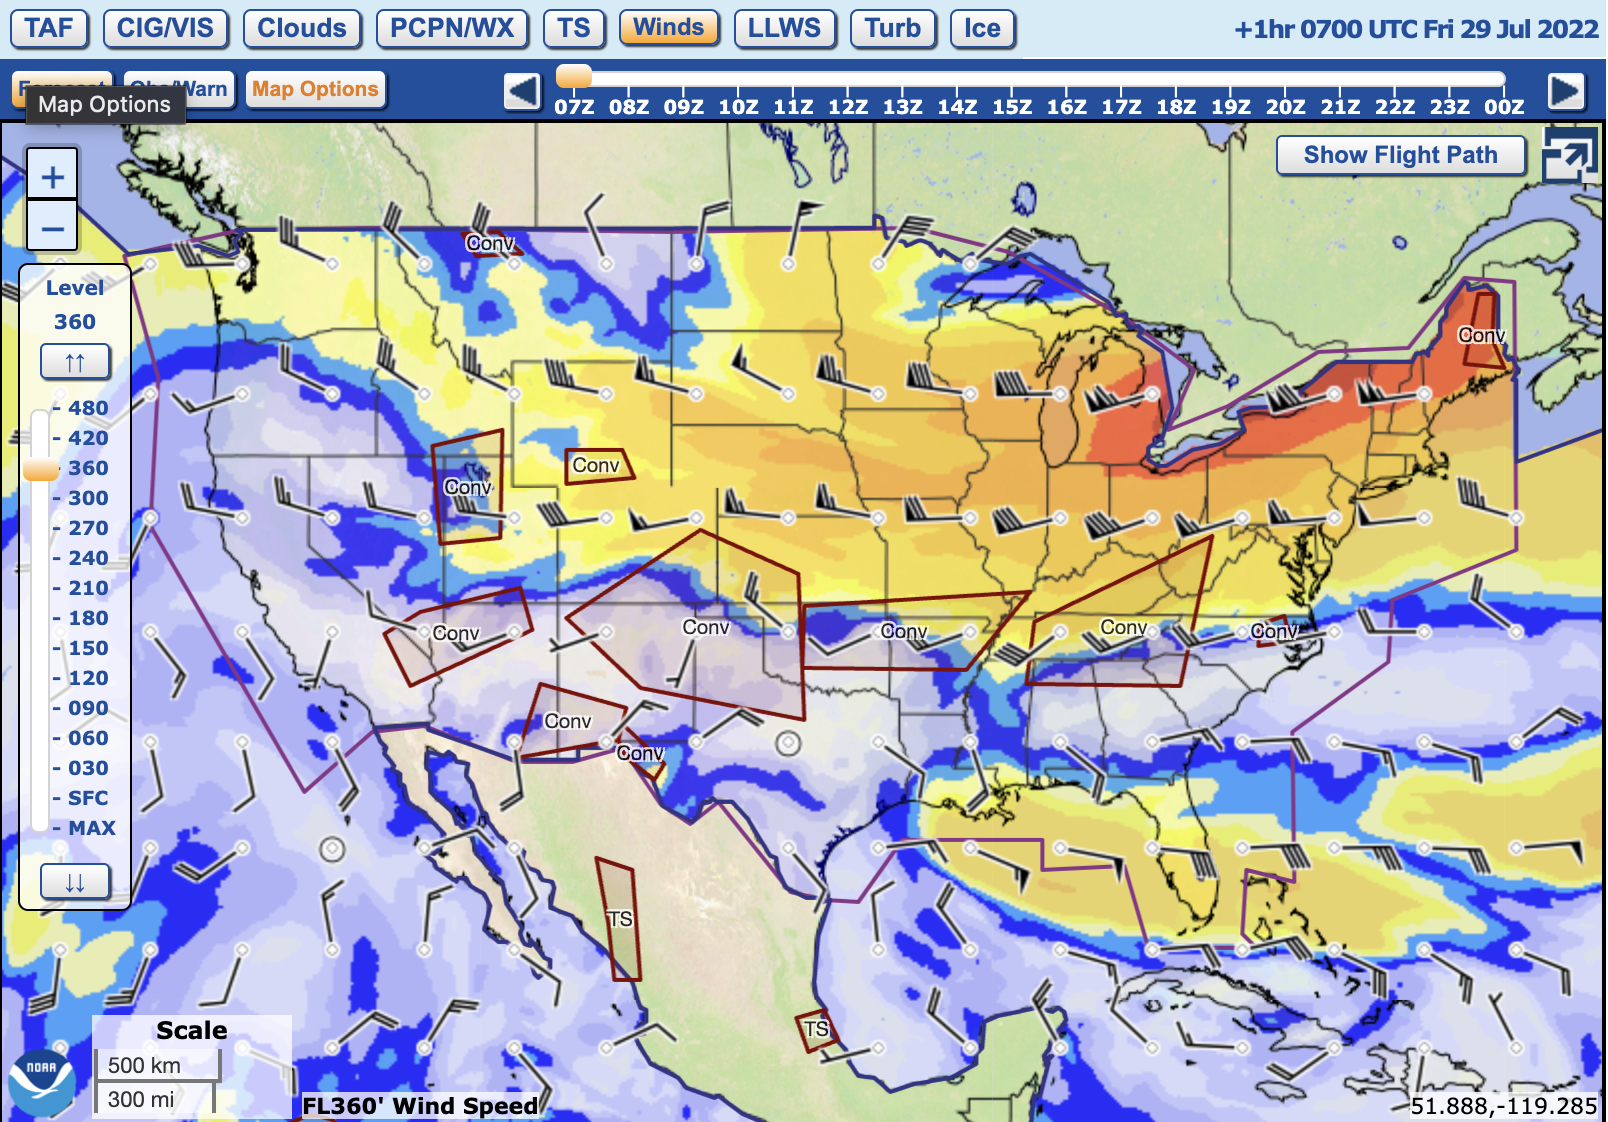 TAF CIG/VIS Clouds PCPN/WX TS Winds LLWS Turb Ice +1hr 0700 UTC Fri 29 Jul 2022
Map Options
Map Options
07Z 08Z 09Z 10Z 11Z 12Z 13Z 14Z 15Z 16Z 17Z 18Z 19Z 20Z 21Z 22Z 23Z 00Z
Show Flight Path
+
−
Level
360
↑↑
- 480
- 420
- 360
- 300
- 270
- 240
- 210
- 180
- 150
- 120
- 090
- 060
- 030
- SFC
- MAX
↓↓
Conv
Conv
Conv
Conv
Conv
Conv
Conv
Conv
Conv
Conv
Conv
TS
TS
Scale
500 km
300 mi
NOAA
FL360' Wind Speed
51.888,-119.285